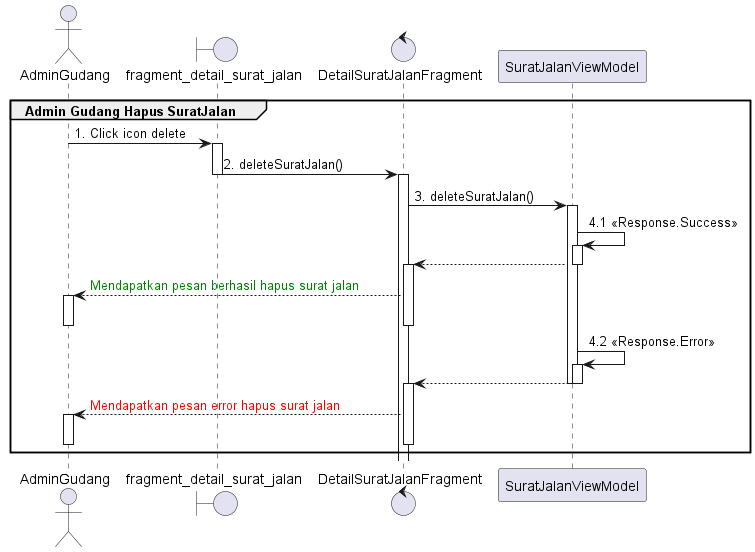 AdminGudang
fragment_detail_surat_jalan
DetailSuratJalanFragment
SuratJalanViewModel
Admin Gudang Hapus SuratJalan
1. Click icon delete
2. deleteSuratJalan()
3. deleteSuratJalan()
4.1 «Response.Success»
Mendapatkan pesan berhasil hapus surat jalan
4.2 «Response.Error»
Mendapatkan pesan error hapus surat jalan
AdminGudang
fragment_detail_surat_jalan
DetailSuratJalanFragment
SuratJalanViewModel